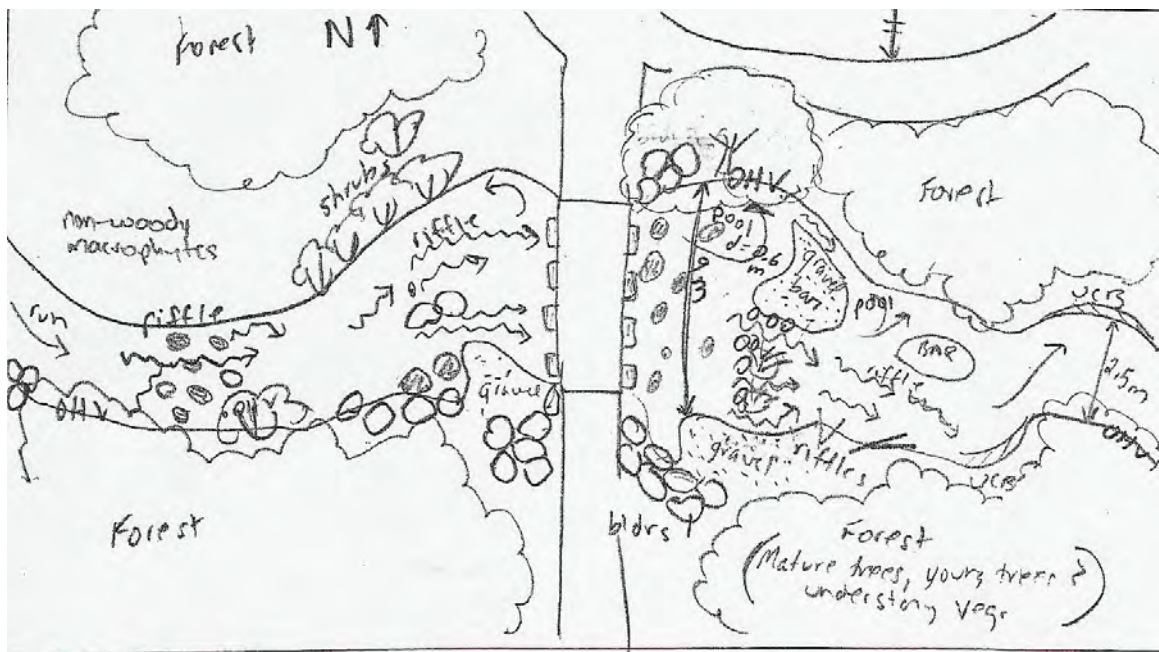 Forest
N
shrubs
non-woody
macrophytes
riffle
run
riffle
OHV
gravel
Forest
OHV
pool
d=0.6
m
gravel
bar
pool
Forest
UCB
BAR
riffle
2.5m
OHV
gravel
riffles
UCB
bldrs
Forest
(Mature trees, young trees &
understory veg.)